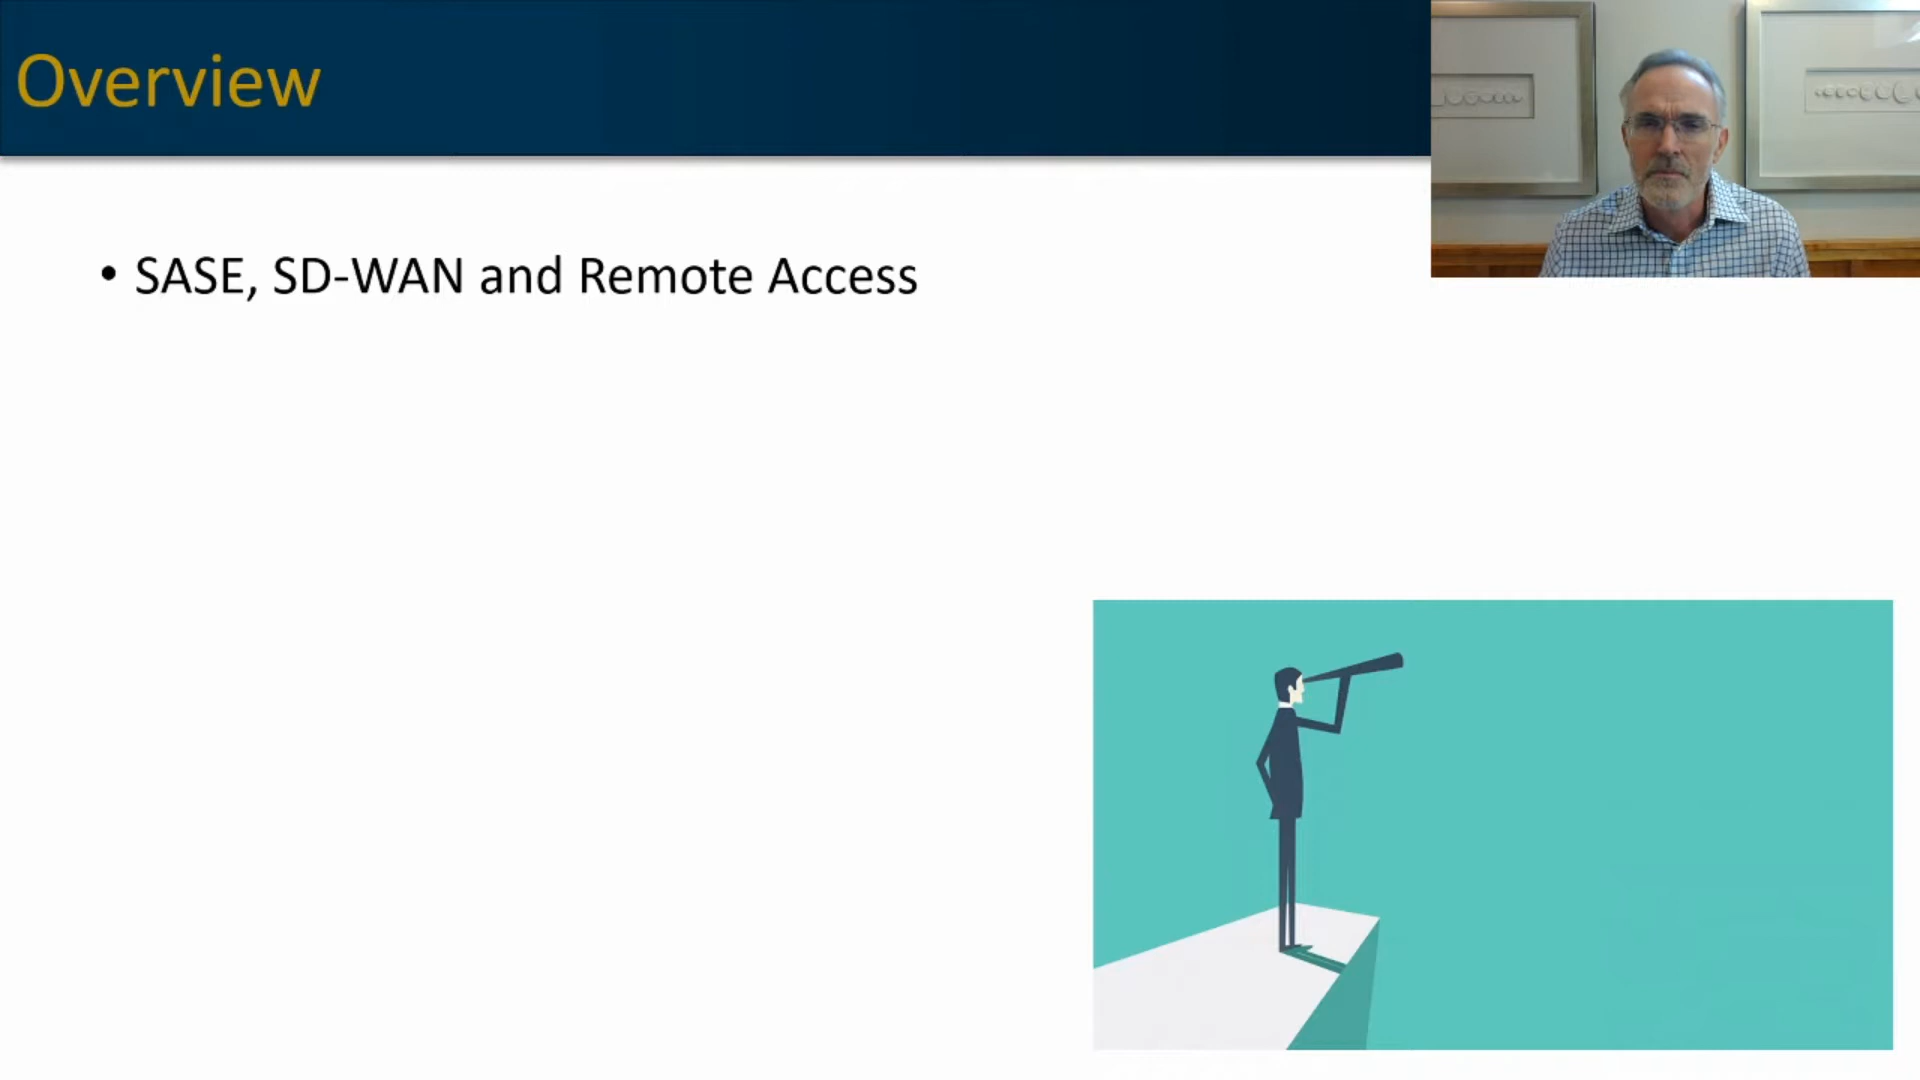 Overview
• SASE, SD-WAN and Remote Access